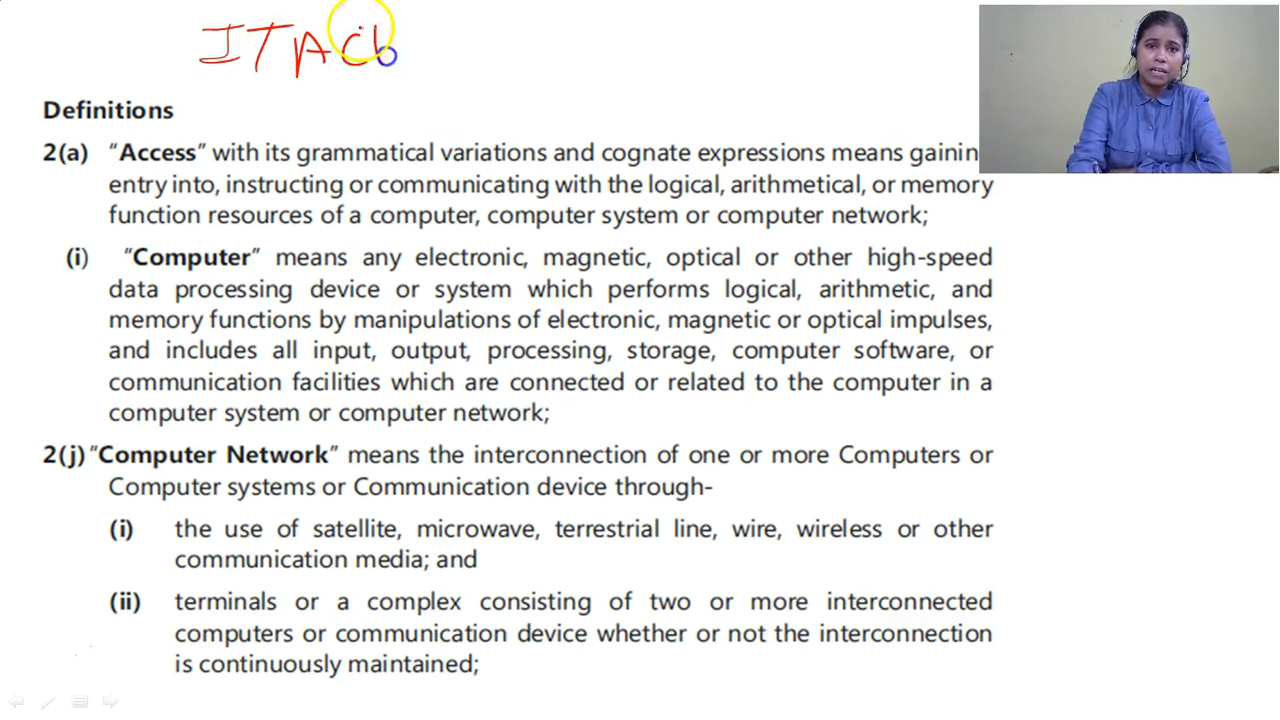 ITACt
Definitions
2(a) "Access" with its grammatical variations and cognate expressions means gainin
entry into, instructing or communicating with the logical, arithmetical, or memory
function resources of a computer, computer system or computer network;
(i) "Computer" means any electronic, magnetic, optical or other high-speed
data processing device or system which performs logical, arithmetic, and
memory functions by manipulations of electronic, magnetic or optical impulses,
and includes all input, output, processing, storage, computer software, or
communication facilities which are connected or related to the computer in a
computer system or computer network;
2(j) "Computer Network" means the interconnection of one or more Computers or
Computer systems or Communication device through-
(i) the use of satellite, microwave, terrestrial line, wire, wireless or other
communication media; and
(ii) terminals or a complex consisting of two or more interconnected
computers or communication device whether or not the interconnection
is continuously maintained;